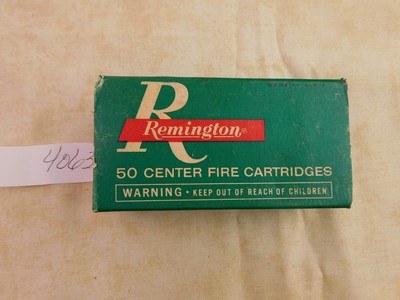 R
Remington
50 CENTER FIRE CARTRIDGES
WARNING • KEEP OUT OF REACH OF CHILDREN
4063